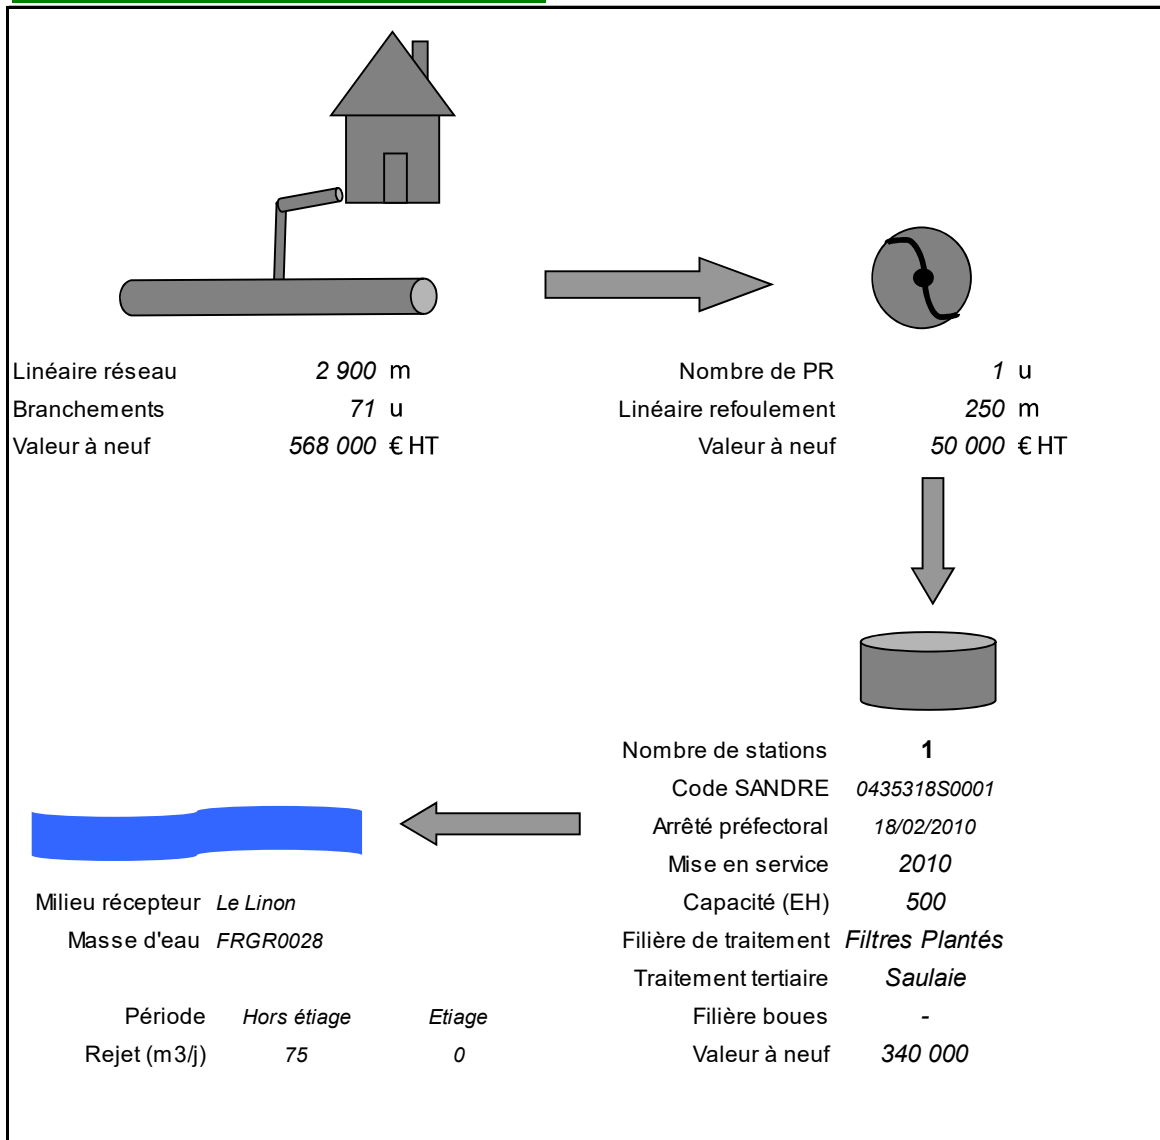 Linéaire réseau 2 900 m
Branchements 71 u
Valeur à neuf 568 000 € HT
Nombre de PR 1 u
Linéaire refoulement 250 m
Valeur à neuf 50 000 € HT
Nombre de stations 1
Code SANDRE 0435318S0001
Arrêté préfectoral 18/02/2010
Mise en service 2010
Capacité (EH) 500
Filière de traitement Filtres Plantés
Traitement tertiaire Saulaie
Filière boues -
Valeur à neuf 340 000
Milieu récepteur Le Linon
Masse d'eau FRGR0028
Période Hors étiage Etiage
Rejet (m3/j) 75 0